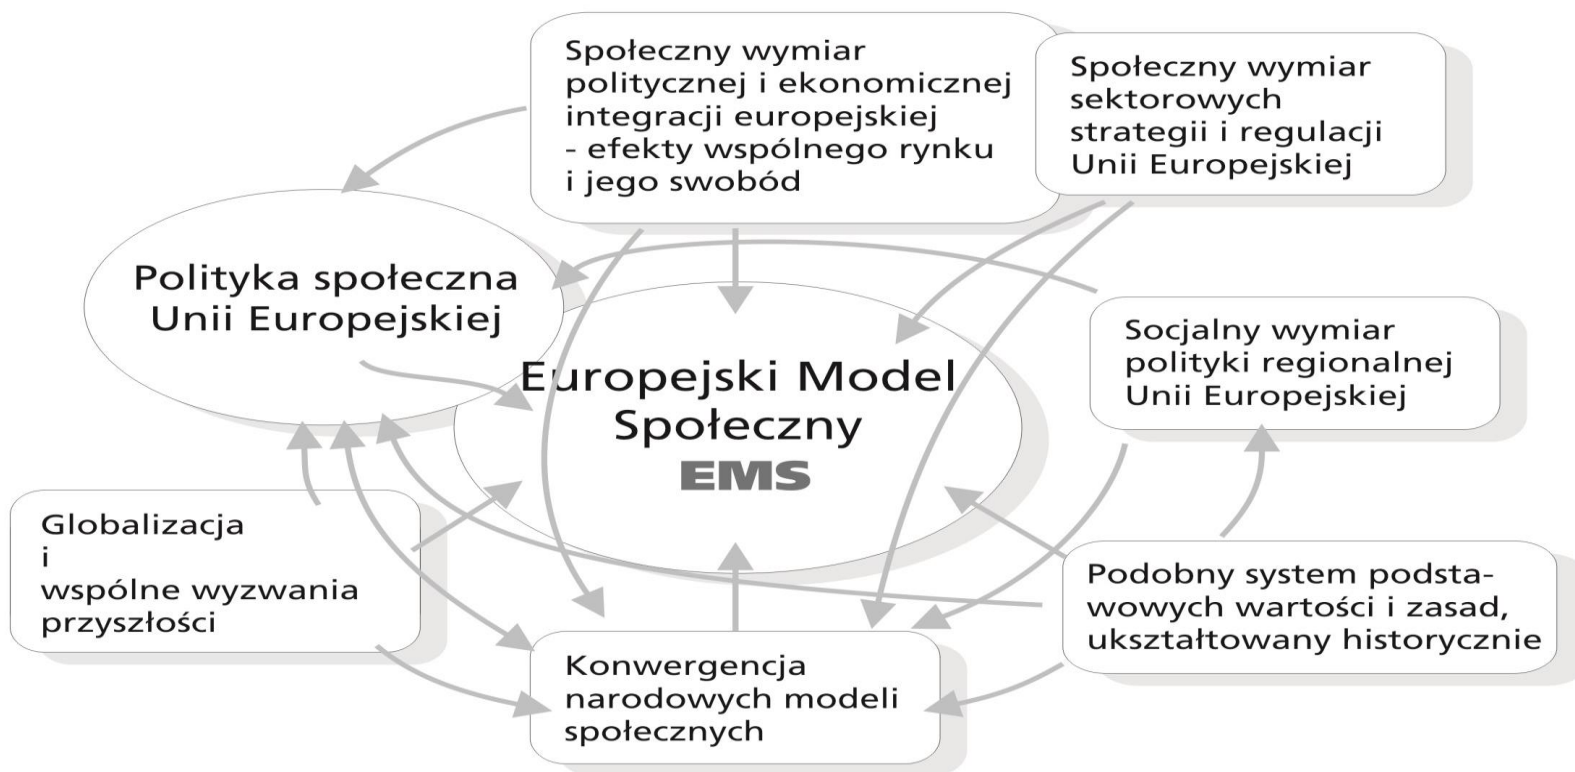 Społeczny wymiar
politycznej i ekonomicznej
integracji europejskiej
- efekty wspólnego rynku
i jego swobód
Społeczny wymiar
sektorowych
strategii i regulacji
Unii Europejskiej
Polityka społeczna
Unii Europejskiej
Socjalny wymiar
polityki regionalnej
Unii Europejskiej
Europejski Model
Społeczny
EMS
Globalizacja
i
wspólne wyzwania
przyszłości
Podobny system podsta-
wowych wartości i zasad,
ukształtowany historycznie
Konwergencja
narodowych modeli
społecznych